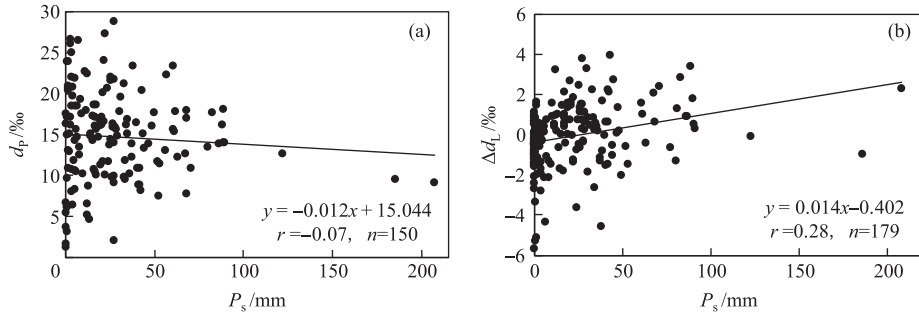 30
25
20
15
10
5
0
0
50
100
150
200
d_P/‰
P_s/mm
(a)
y = −0.012x + 15.044
r =−0.07, n=150
6
4
2
0
−2
−4
−6
0
50
100
150
200
Δd_L/‰
P_s/mm
(b)
y = 0.014x−0.402
r =0.28, n=179